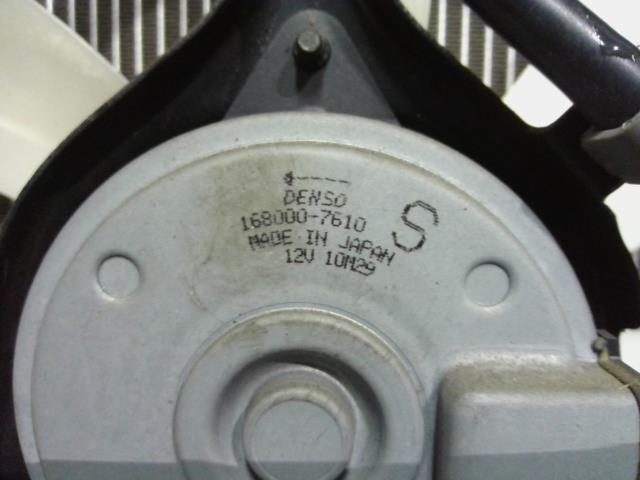 DENSO
168000-7610
S
MADE IN JAPAN
12V 10M29